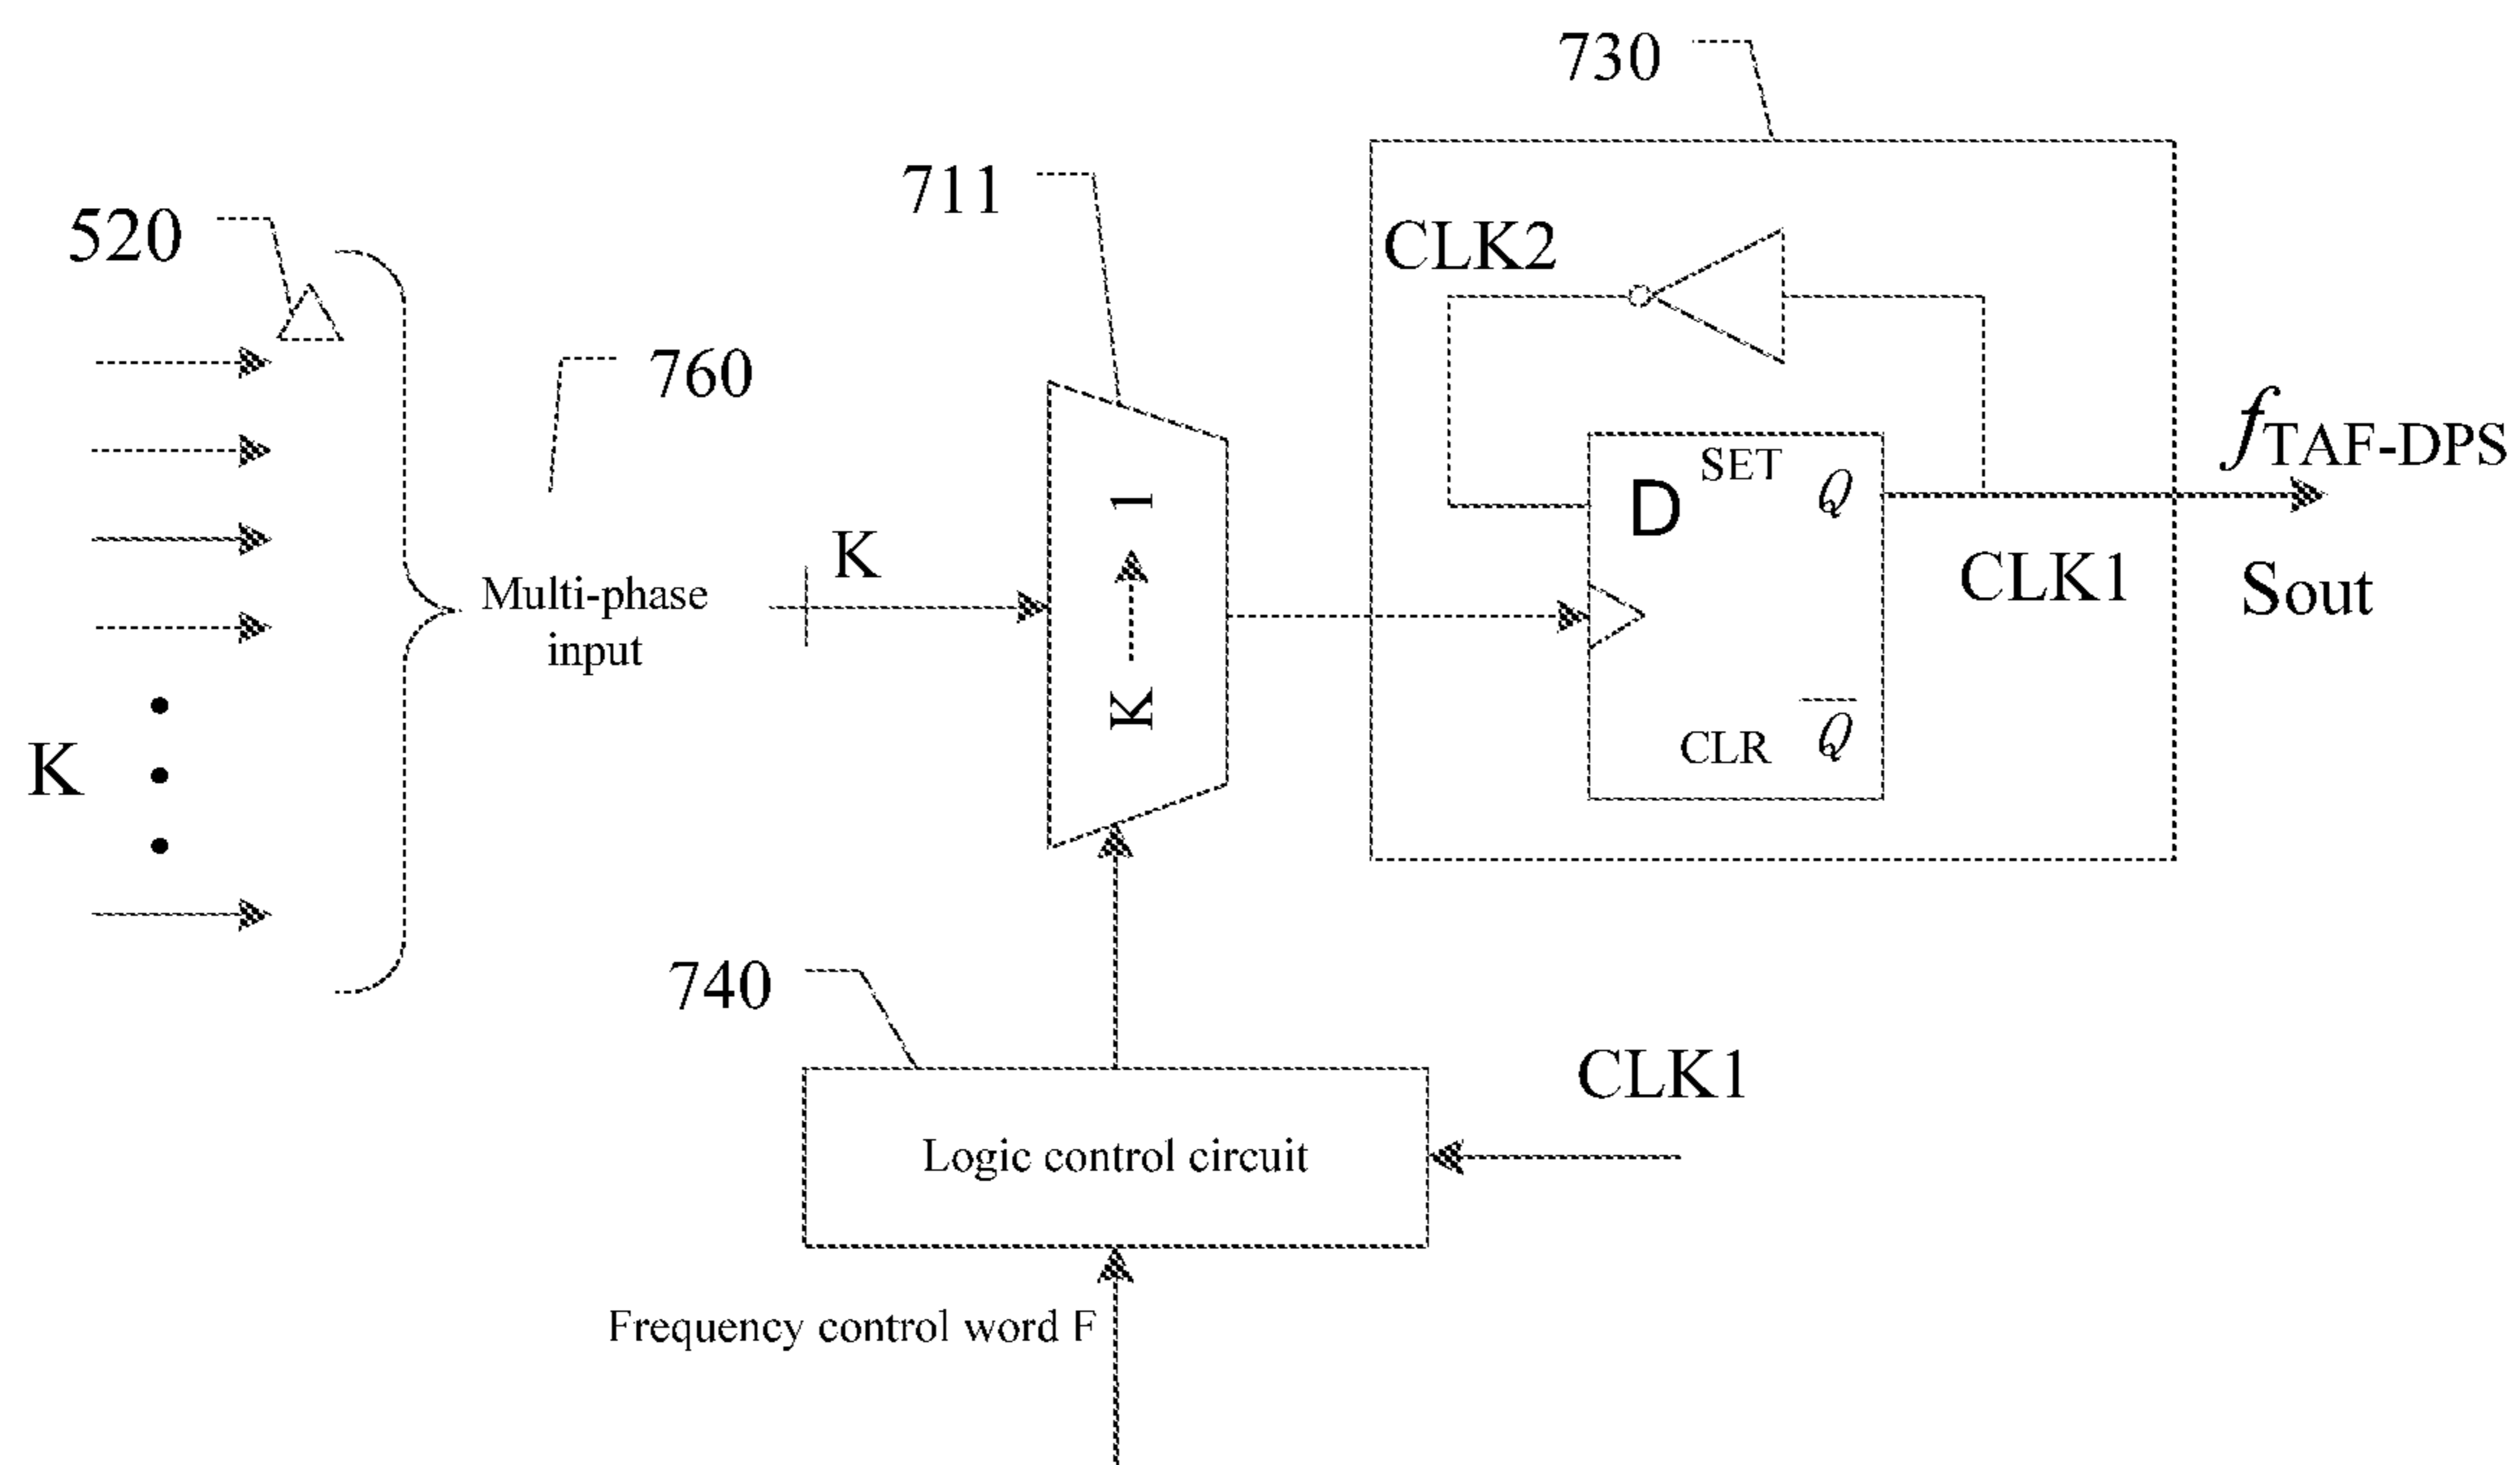 730
711
520
CLK2
760
f TAF-DPS
SET
D
Q
K
CLK1
Sout
Multi-phase
input
K → 1
K
CLR
Q̅
740
CLK1
Logic control circuit
Frequency control word F